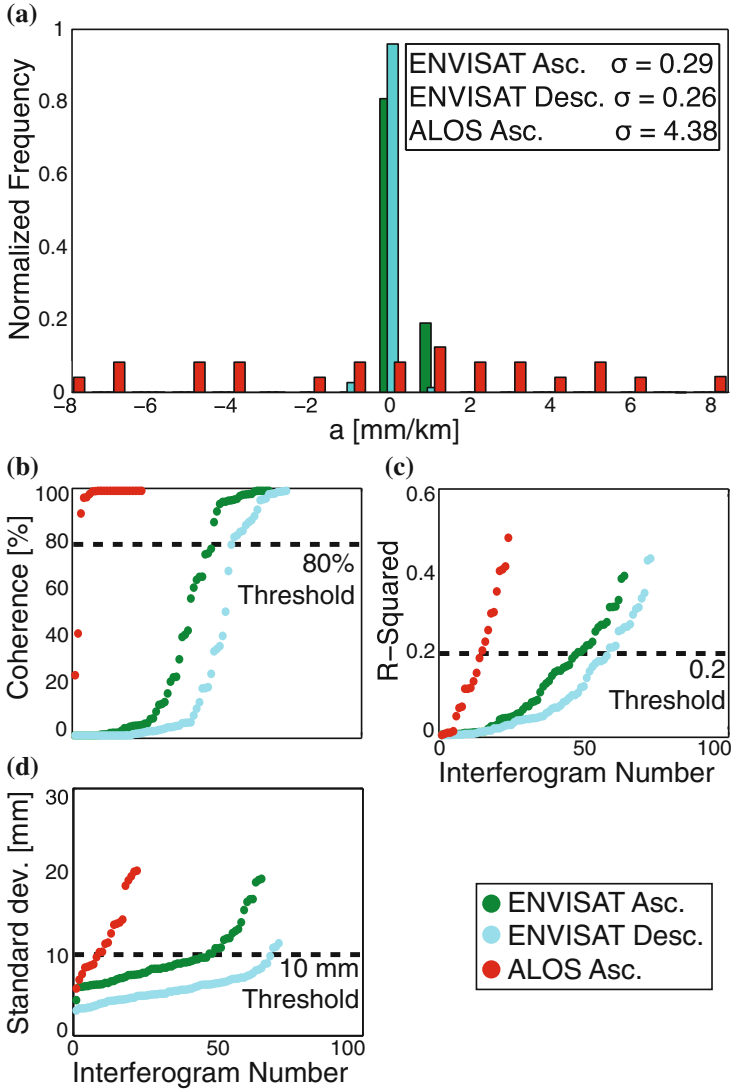 (a)
1
0.8
0.6
0.4
0.2
0
Normalized Frequency
ENVISAT Asc. σ = 0.29
ENVISAT Desc. σ = 0.26
ALOS Asc. σ = 4.38
−8 −6 −4 −2 0 2 4 6 8
a [mm/km]
(b)
100
80
60
40
20
0
Coherence [%]
80%
Threshold
(c)
0.6
0.4
0.2
0
R−Squared
0.2
Threshold
0 50 100
Interferogram Number
(d)
30
20
10
0
Standard dev. [mm]
10 mm
Threshold
0 50 100
Interferogram Number
ENVISAT Asc.
ENVISAT Desc.
ALOS Asc.